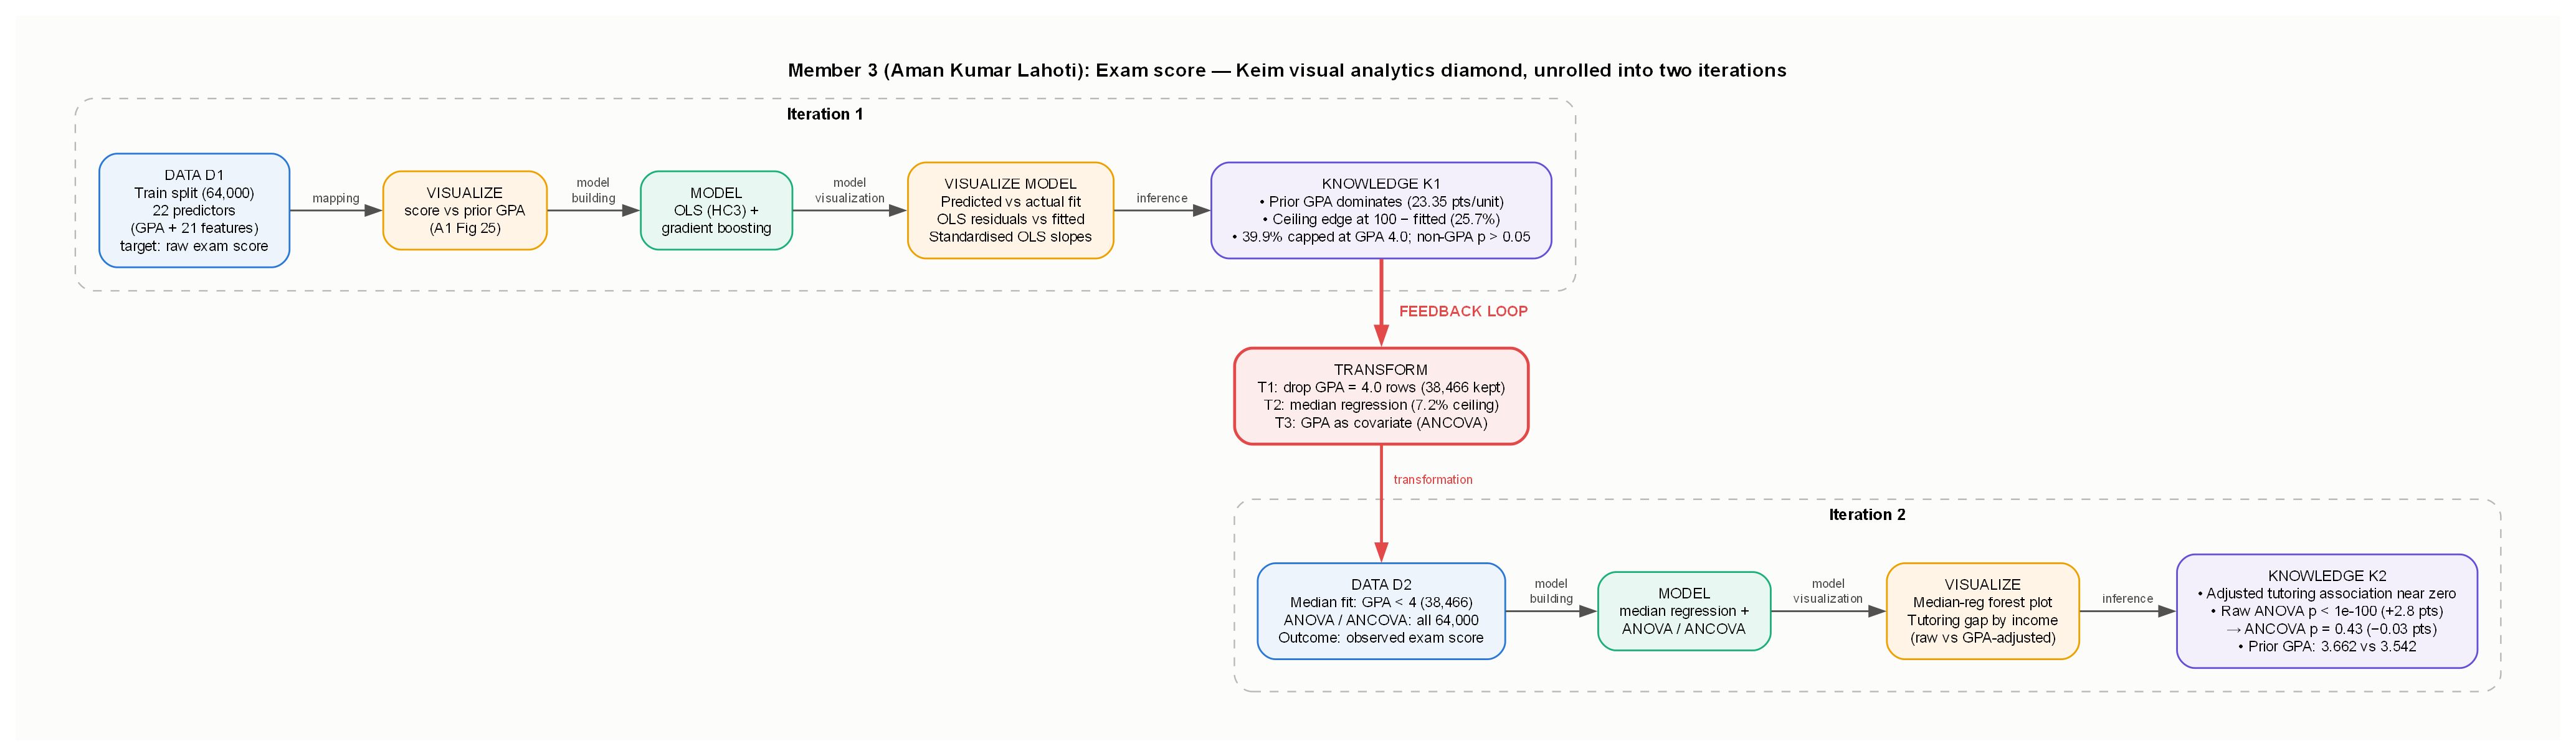 Member 3 (Aman Kumar Lahoti): Exam score — Keim visual analytics diamond, unrolled into two iterations
Iteration 1
DATA D1
Train split (64,000)
22 predictors
(GPA + 21 features)
target: raw exam score
mapping
VISUALIZE
score vs prior GPA
(A1 Fig 25)
model
building
MODEL
OLS (HC3) +
gradient boosting
model
visualization
VISUALIZE MODEL
Predicted vs actual fit
OLS residuals vs fitted
Standardised OLS slopes
inference
KNOWLEDGE K1
• Prior GPA dominates (23.35 pts/unit)
• Ceiling edge at 100 − fitted (25.7%)
• 39.9% capped at GPA 4.0; non-GPA p > 0.05
FEEDBACK LOOP
TRANSFORM
T1: drop GPA = 4.0 rows (38,466 kept)
T2: median regression (7.2% ceiling)
T3: GPA as covariate (ANCOVA)
transformation
Iteration 2
DATA D2
Median fit: GPA < 4 (38,466)
ANOVA / ANCOVA: all 64,000
Outcome: observed exam score
model
building
MODEL
median regression +
ANOVA / ANCOVA
model
visualization
VISUALIZE
Median-reg forest plot
Tutoring gap by income
(raw vs GPA-adjusted)
inference
KNOWLEDGE K2
• Adjusted tutoring association near zero
• Raw ANOVA p < 1e-100 (+2.8 pts)
→ ANCOVA p = 0.43 (−0.03 pts)
• Prior GPA: 3.662 vs 3.542